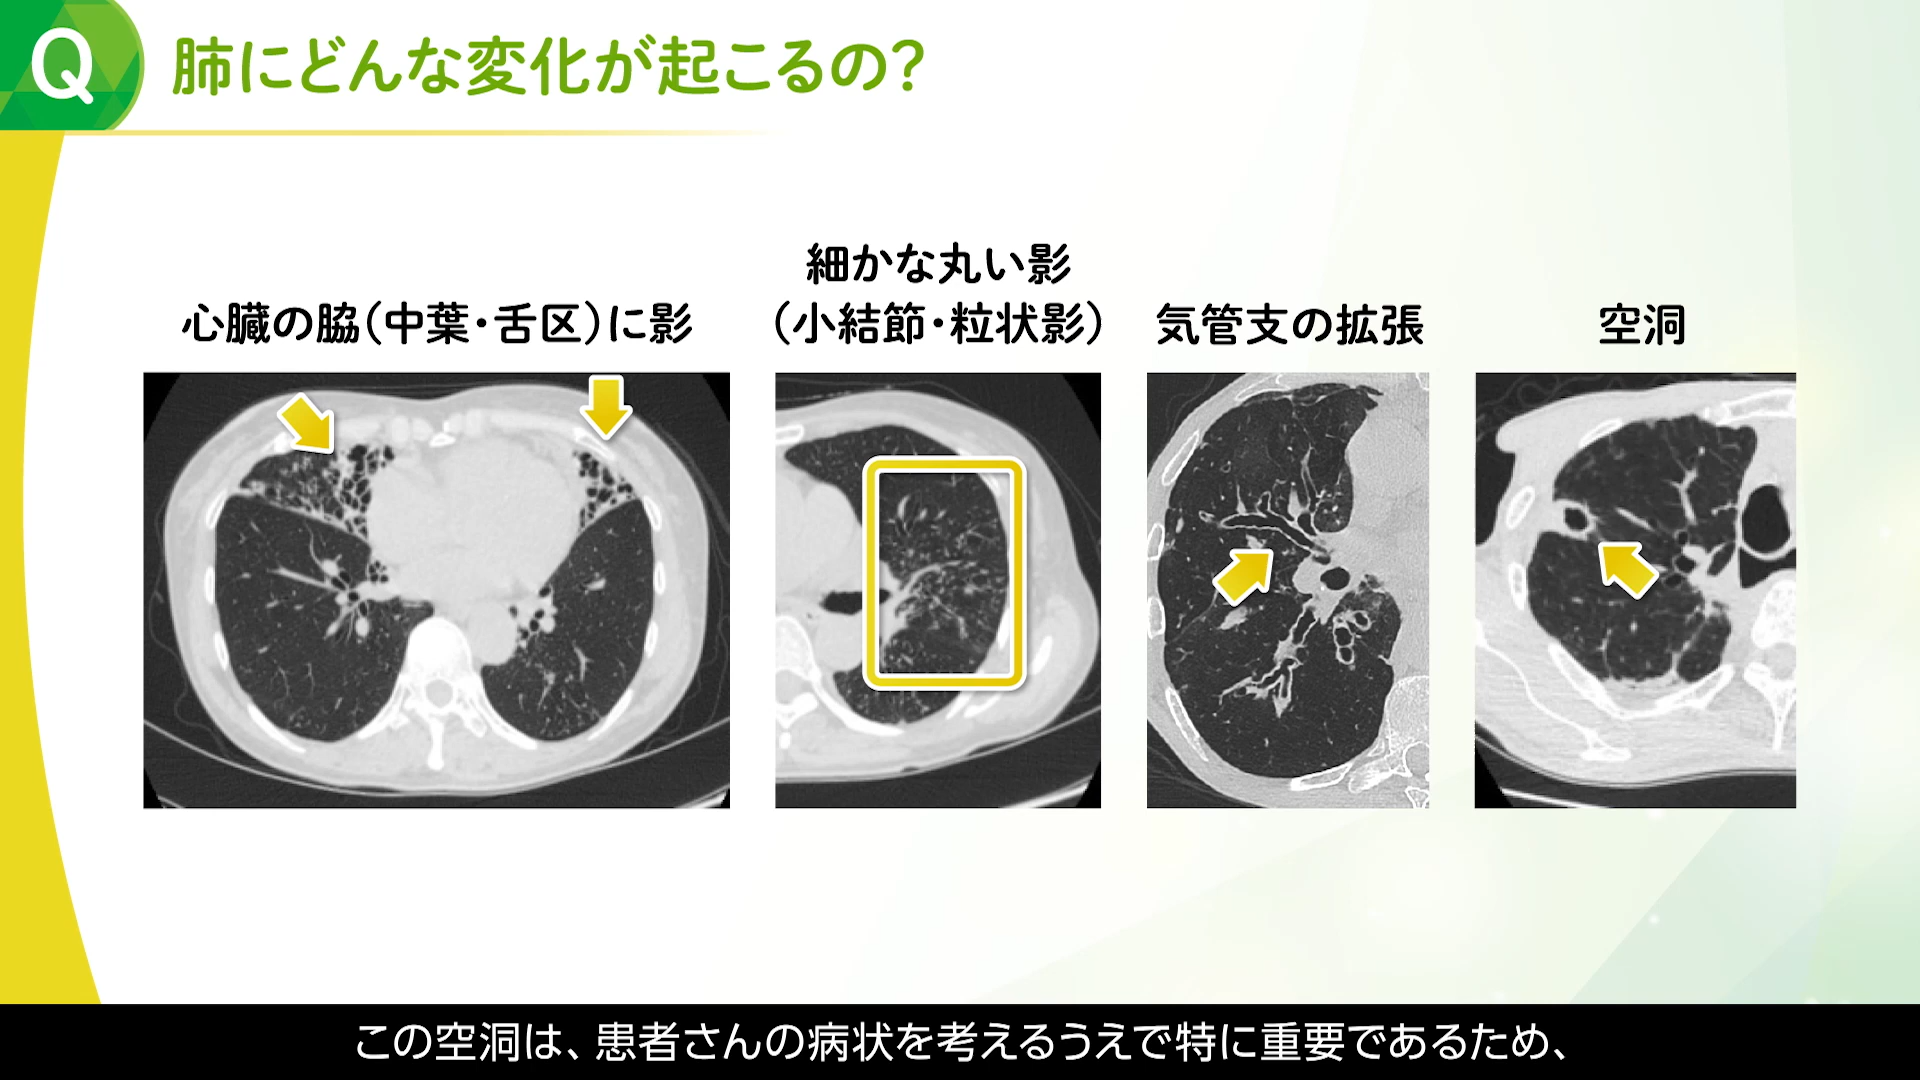 Q 肺にどんな変化が起こるの?
心臓の脇(中葉・舌区)に影
細かな丸い影
(小結節・粒状影)
気管支の拡張
空洞
この空洞は、患者さんの病状を考えるうえで特に重要であるため、